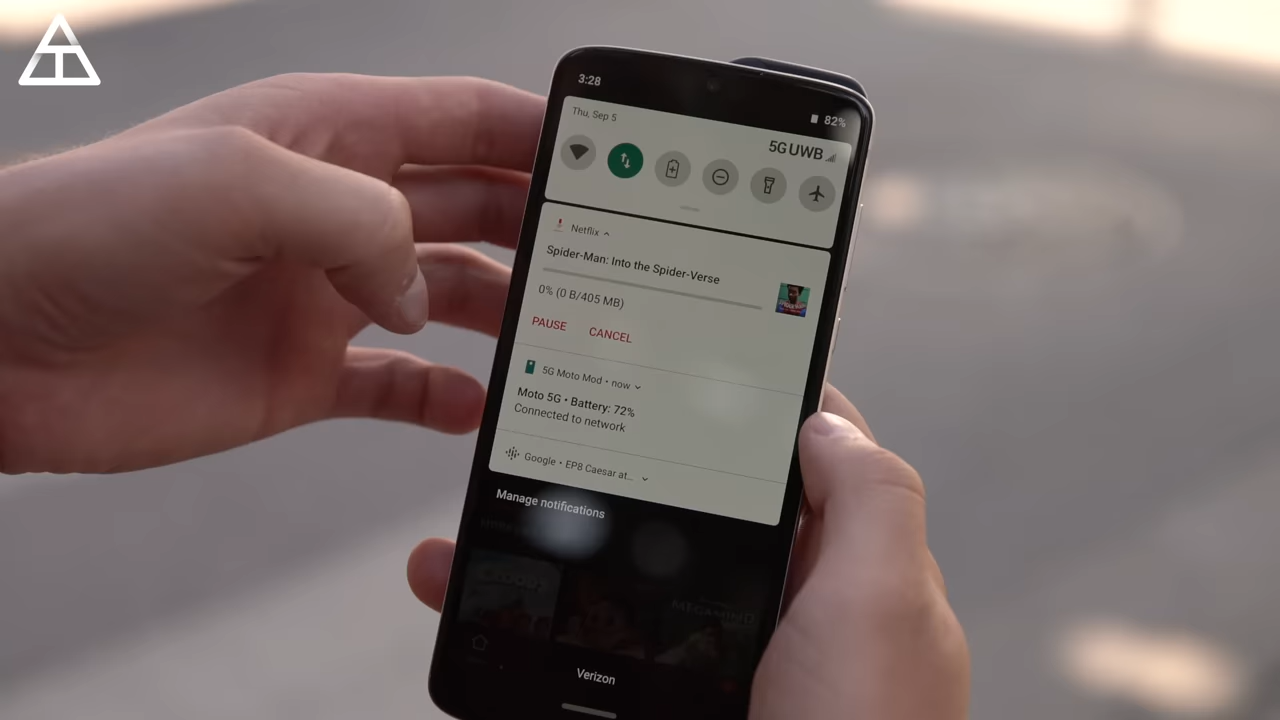 3:28
82%
Thu, Sep 5
5G UWB
Netflix
Spider-Man: Into the Spider-Verse
0% (0 B/405 MB)
PAUSE CANCEL
5G Moto Mod • now
Moto 5G • Battery: 72%
Connected to network
Google • EP8 Caesar at...
Manage notifications
MEGAMIND
Verizon